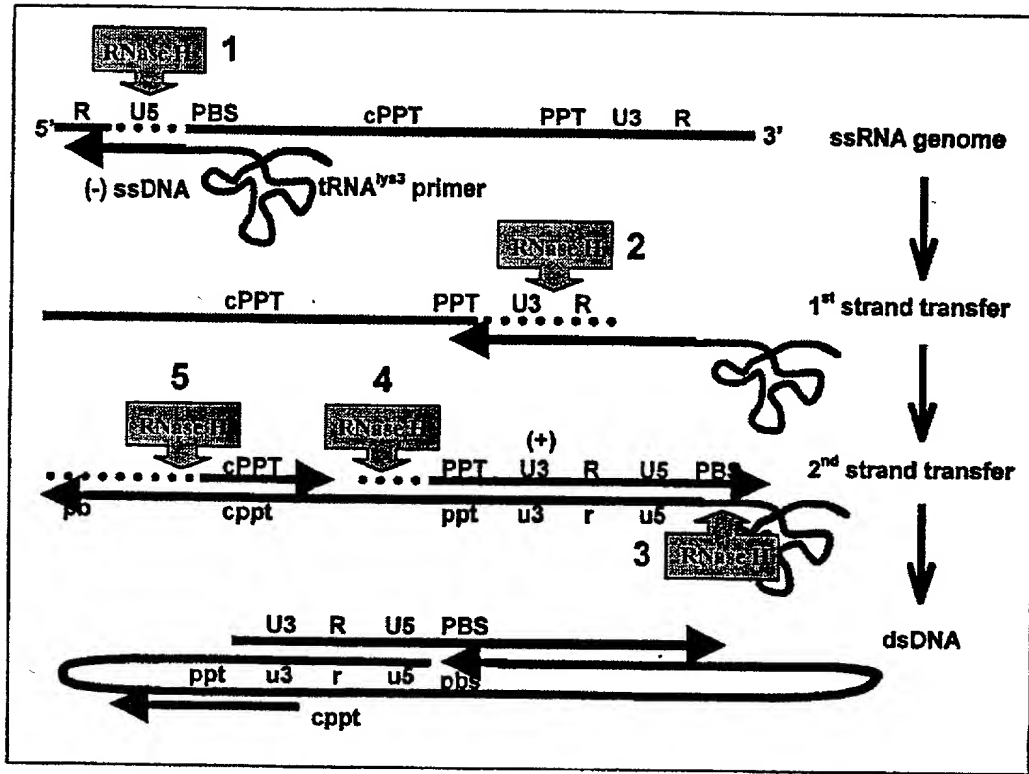 RNase H 1
R U5 PBS cPPT PPT U3 R
5' 3' ssRNA genome
(-) ssDNA tRNAlys3 primer
RNase H 2
cPPT PPT U3 R 1st strand transfer
5 4
RNase H RNase H (+)
cPPT PPT U3 R U5 PBS 2nd strand transfer
pb cppt ppt u3 r u5
3 RNase H
U3 R U5 PBS dsDNA
ppt u3 r u5 pbs
cppt